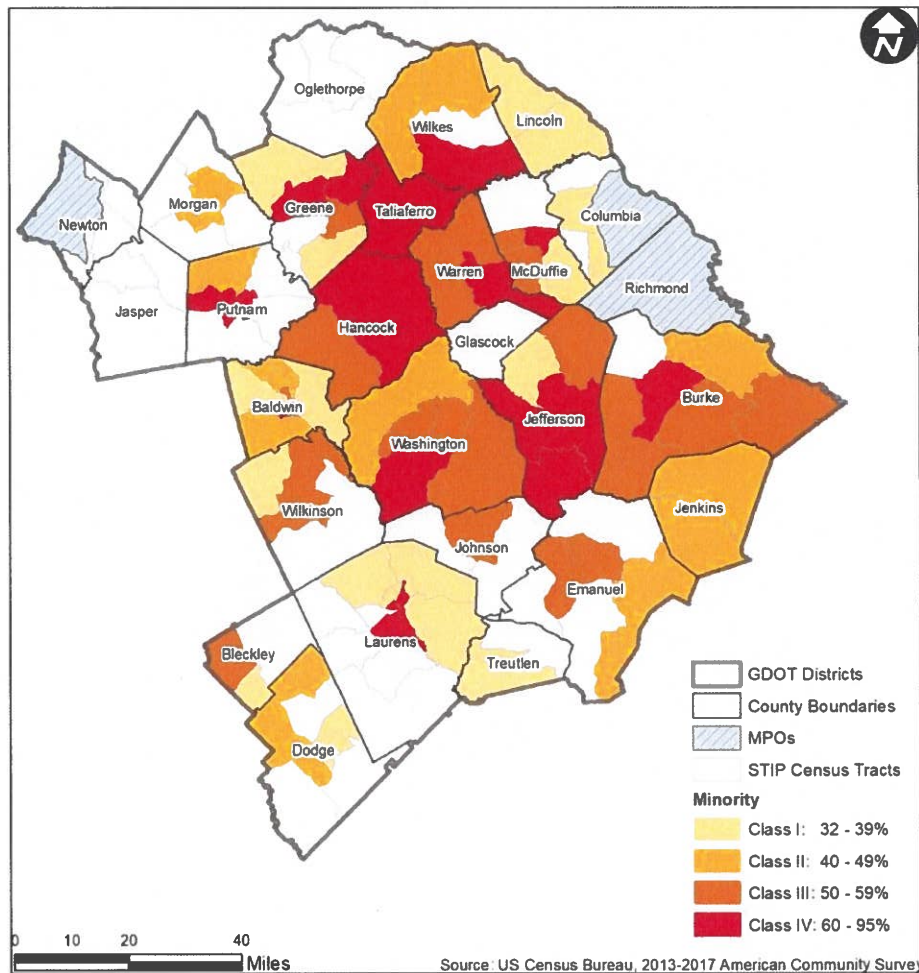 N
Oglethorpe
Wilkes
Lincoln
Newton
Morgan
Greene
Taliaferro
Columbia
Warren
McDuffie
Richmond
Jasper
Putnam
Hancock
Glascock
Baldwin
Jefferson
Burke
Washington
Wilkinson
Jenkins
Johnson
Emanuel
Bleckley
Laurens
Treutlen
Dodge
GDOT Districts
County Boundaries
MPOs
STIP Census Tracts
Minority
Class I: 32 - 39%
Class II: 40 - 49%
Class III: 50 - 59%
Class IV: 60 - 95%
0 10 20 40
Miles
Source: US Census Bureau, 2013-2017 American Community Survey